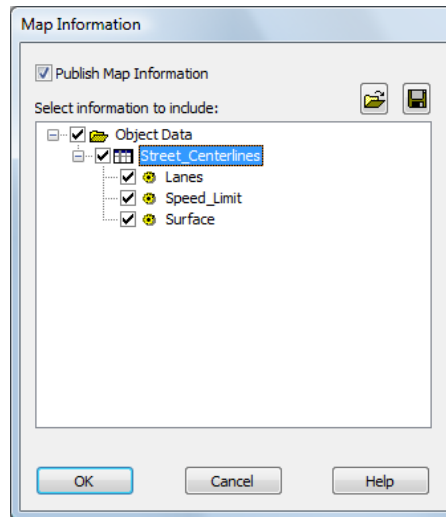 Map Information
Publish Map Information
Select information to include:
Object Data
Street_Centerlines
Lanes
Speed_Limit
Surface
OK Cancel Help